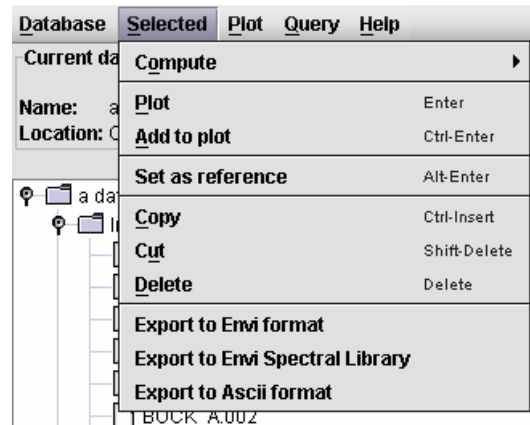 Database Selected Plot Query Help
Current da
Compute
Name: a
Plot Enter
Location:
Add to plot Ctrl-Enter
Set as reference Alt-Enter
a da
Copy Ctrl-Insert
Cut Shift-Delete
Delete Delete
Export to Envi format
Export to Envi Spectral Library
Export to Ascii format
BOCK A.002